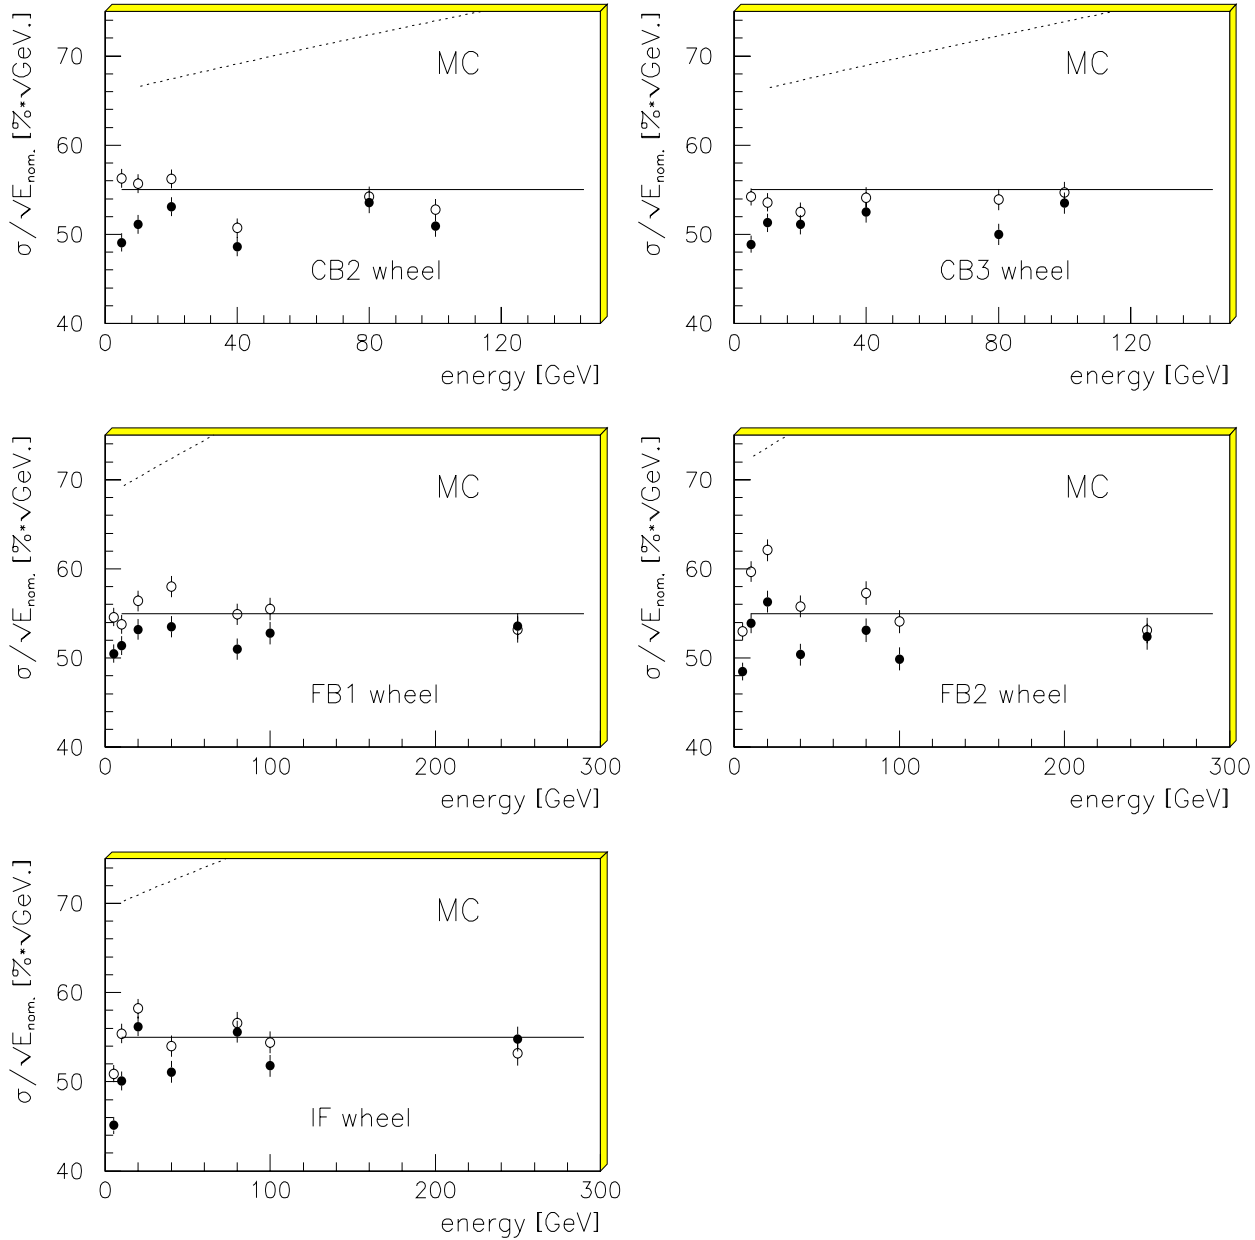 σ/√E_nom. [%*√GeV.]
70
60
50
40
MC
CB2 wheel
0 40 80 120
energy [GeV]
σ/√E_nom. [%*√GeV.]
70
60
50
40
MC
CB3 wheel
0 40 80 120
energy [GeV]
σ/√E_nom. [%*√GeV.]
70
60
50
40
MC
FB1 wheel
0 100 200 300
energy [GeV]
σ/√E_nom. [%*√GeV.]
70
60
50
40
MC
FB2 wheel
0 100 200 300
energy [GeV]
σ/√E_nom. [%*√GeV.]
70
60
50
40
MC
IF wheel
0 100 200 300
energy [GeV]